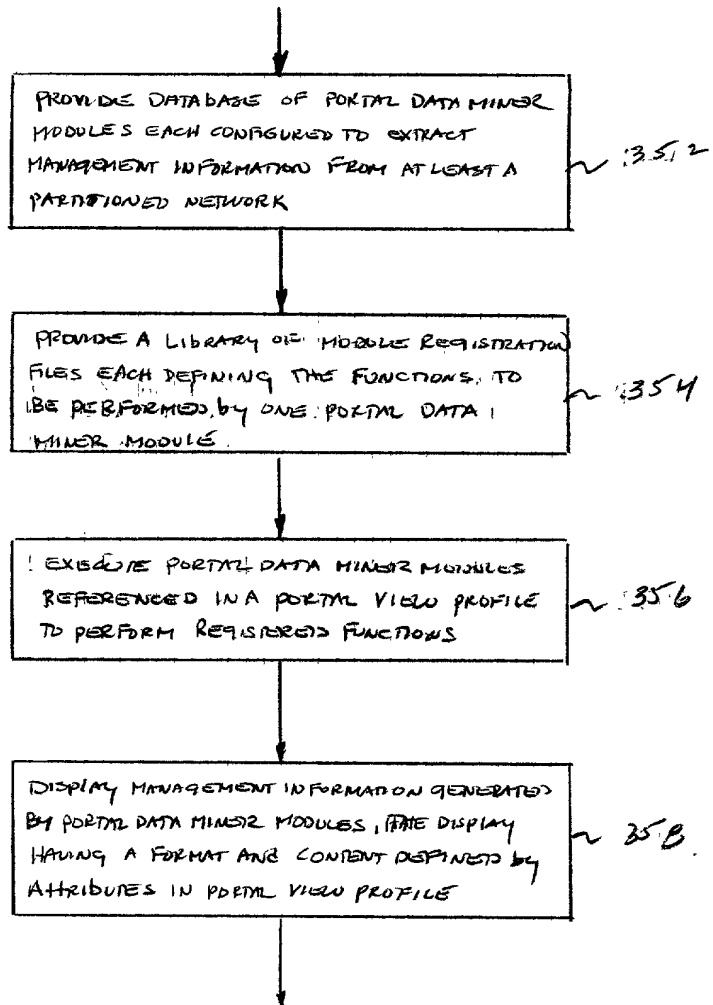 PROVIDE DATABASE OF PORTAL DATA MINER
MODULES EACH CONFIGURED TO EXTRACT
MANAGEMENT INFORMATION FROM AT LEAST A
PARTITIONED NETWORK
352
PROVIDE A LIBRARY OF MODULE REGISTRATION
FILES EACH DEFINING THE FUNCTIONS TO
BE PERFORMED BY ONE PORTAL DATA
MINER MODULE
354
EXECUTE PORTAL DATA MINER MODULES
REFERENCED IN A PORTAL VIEW PROFILE
TO PERFORM REGISTERED FUNCTIONS
356
DISPLAY MANAGEMENT INFORMATION GENERATED
BY PORTAL DATA MINER MODULES, THE DISPLAY
HAVING A FORMAT AND CONTENT DEFINED by
ATTRIBUTES IN PORTAL VIEW PROFILE
358